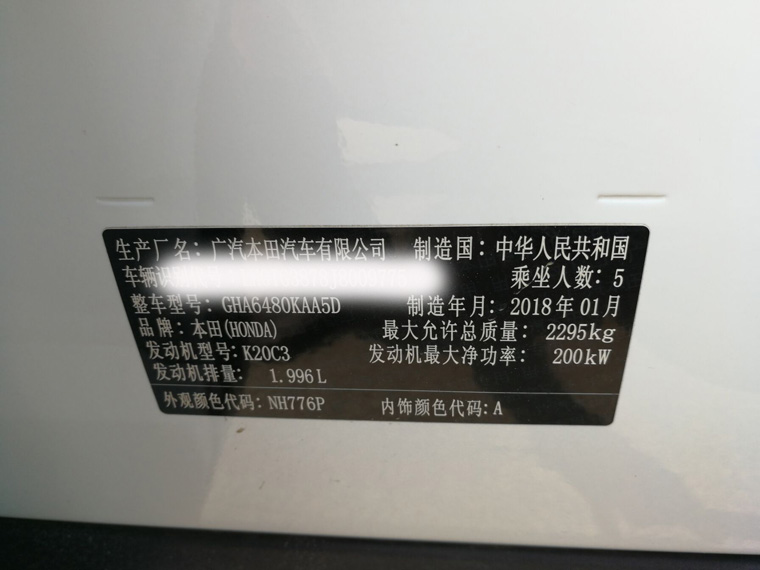 生产厂名: 广汽本田汽车有限公司 制造国: 中华人民共和国
车辆识 乘坐人数: 5
整车型号: GHA6480KAA5D 制造年月: 2018年01月
品牌: 本田(HONDA) 最大允许总质量: 2295kg
发动机型号: K20C3 发动机最大净功率: 200kW
发动机排量: 1.996L
外观颜色代码: NH776P 内饰颜色代码: A